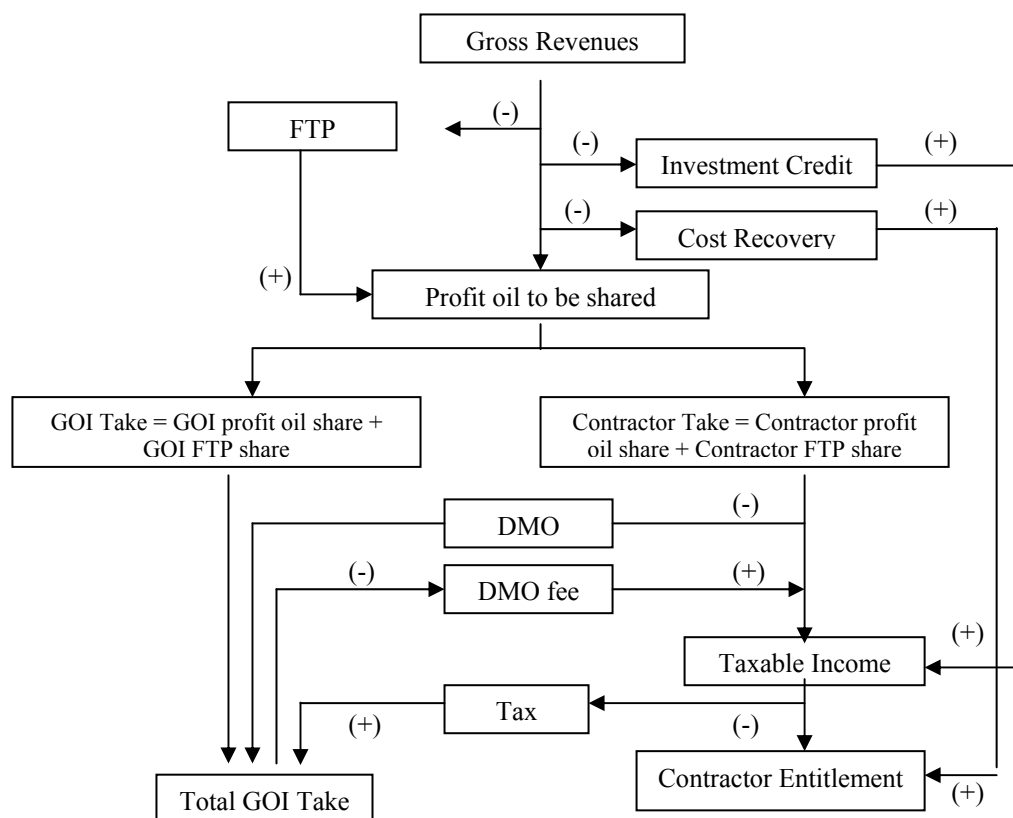 Gross Revenues
(-)
FTP
(-)
(+)
Investment Credit
(-)
(+)
Cost Recovery
(+)
Profit oil to be shared
GOI Take = GOI profit oil share +
GOI FTP share
Contractor Take = Contractor profit
oil share + Contractor FTP share
(-)
DMO
(-)
(+)
DMO fee
(+)
Taxable Income
Tax
(+)
(-)
Contractor Entitlement
(+)
Total GOI Take